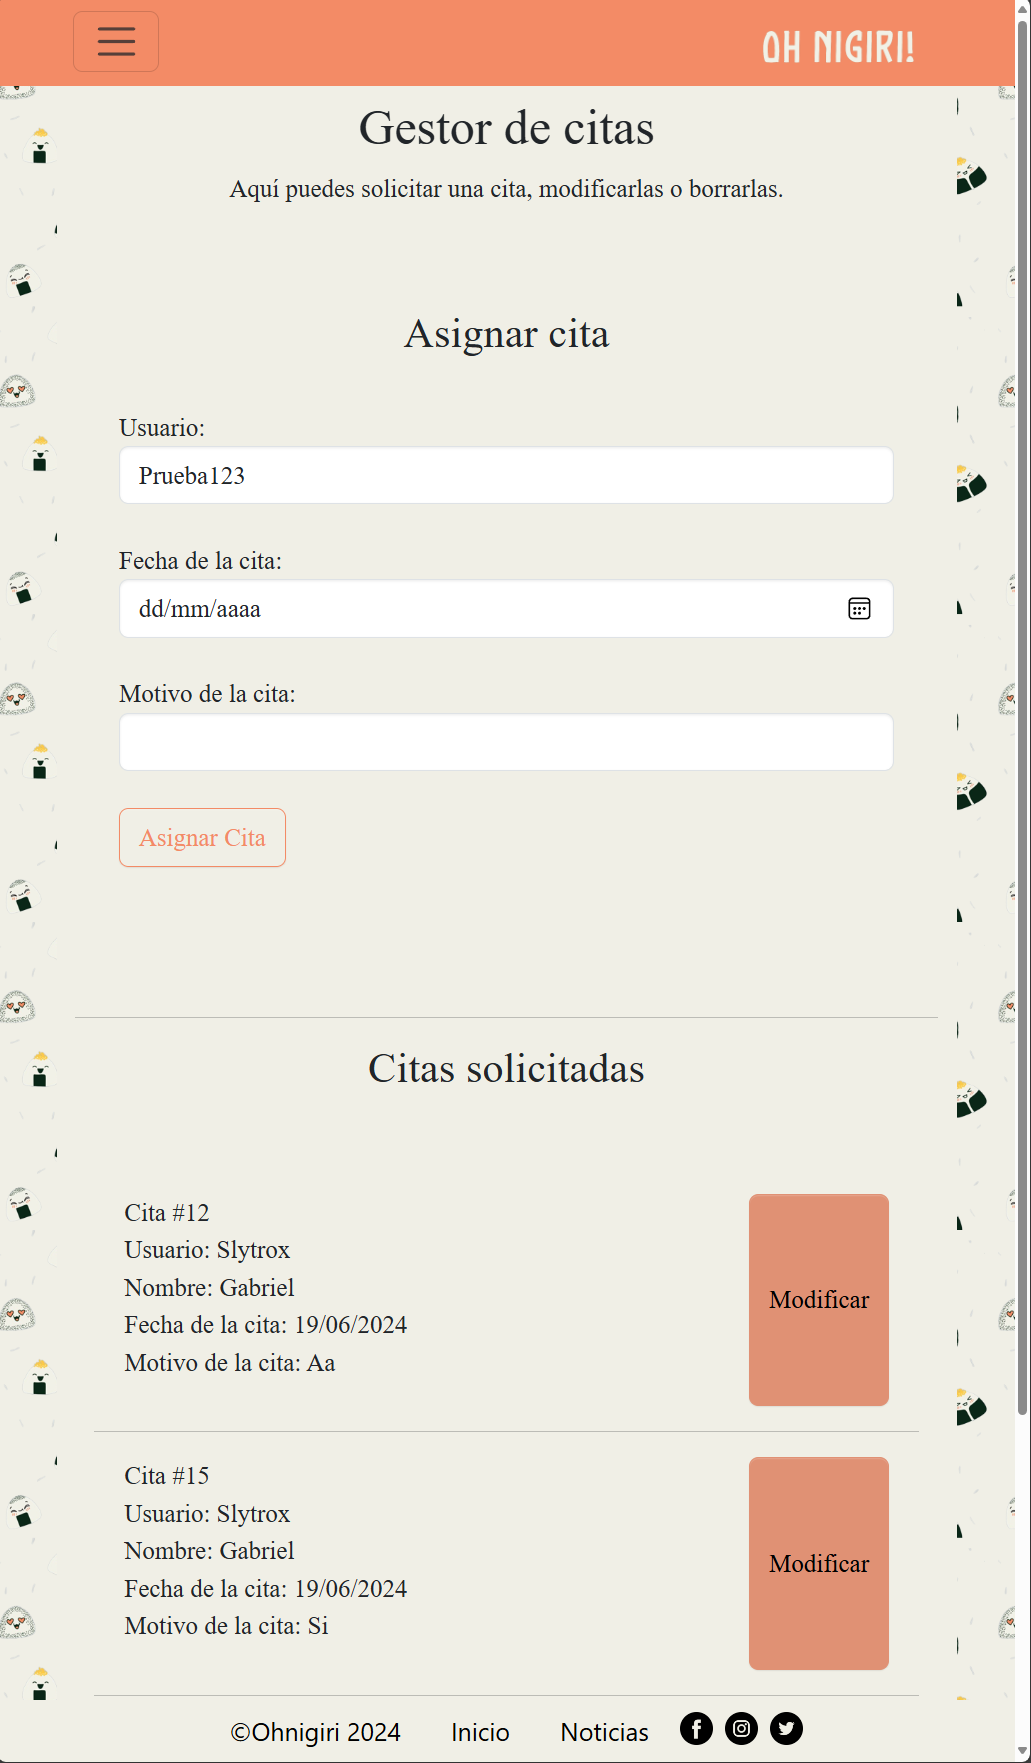 OH NIGIRI!
Gestor de citas
Aquí puedes solicitar una cita, modificarlas o borrarlas.
Asignar cita
Usuario:
Prueba123
Fecha de la cita:
dd/mm/aaaa
Motivo de la cita:
Asignar Cita
Citas solicitadas
Cita #12
Usuario: Slytrox
Nombre: Gabriel
Fecha de la cita: 19/06/2024
Motivo de la cita: Aa
Modificar
Cita #15
Usuario: Slytrox
Nombre: Gabriel
Fecha de la cita: 19/06/2024
Motivo de la cita: Si
Modificar
©Ohnigiri 2024 Inicio Noticias